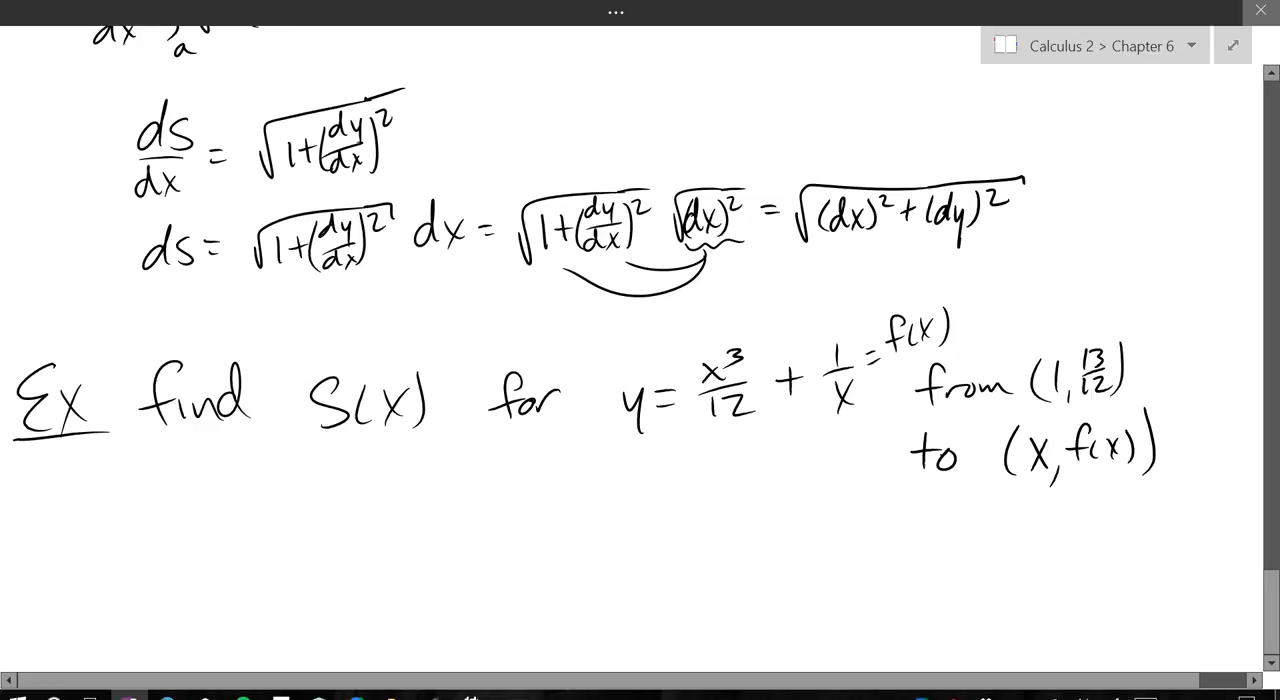 ...
Calculus 2 > Chapter 6
dx a
ds/dx = √(1+(dy/dx)²)
ds = √(1+(dy/dx)²) dx = √(1+(dy/dx)²) √(dx)² = √((dx)²+(dy)²)
Ex find S(x) for y = x³/12 + 1/x = f(x) from (1, 13/12)
to (x, f(x))